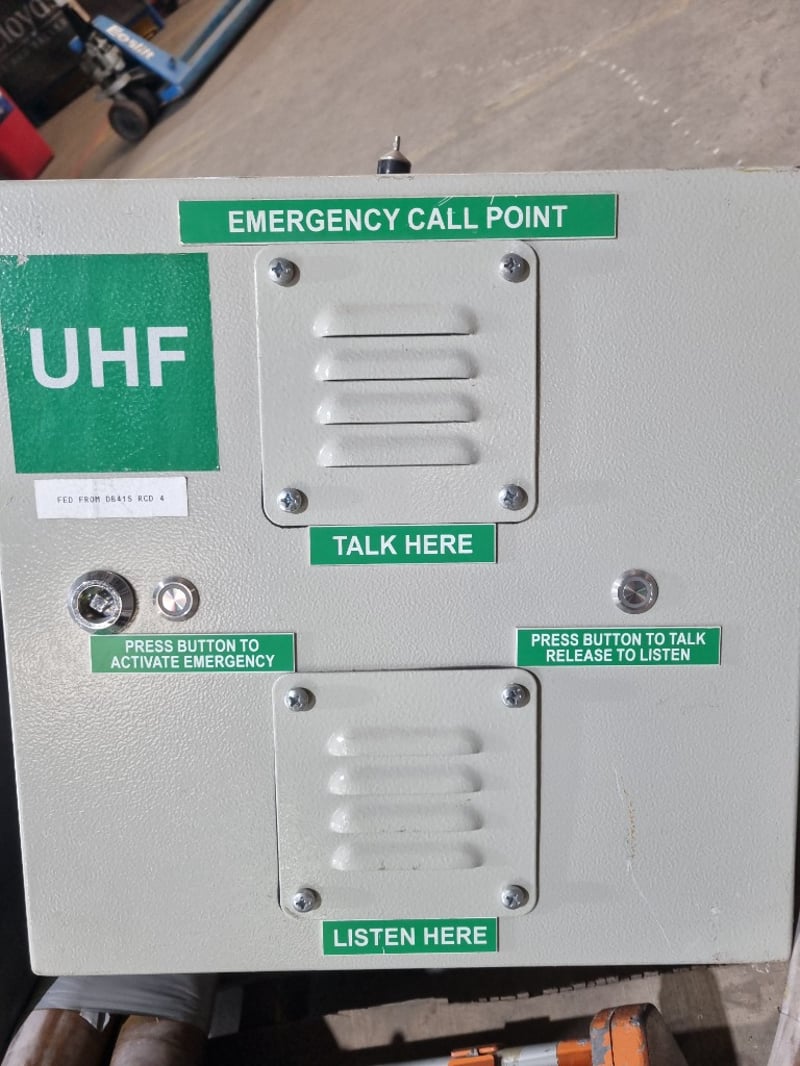 EMERGENCY CALL POINT
UHF
FED FROM DB41S RCD 4
TALK HERE
PRESS BUTTON TO
ACTIVATE EMERGENCY
PRESS BUTTON TO TALK
RELEASE TO LISTEN
LISTEN HERE